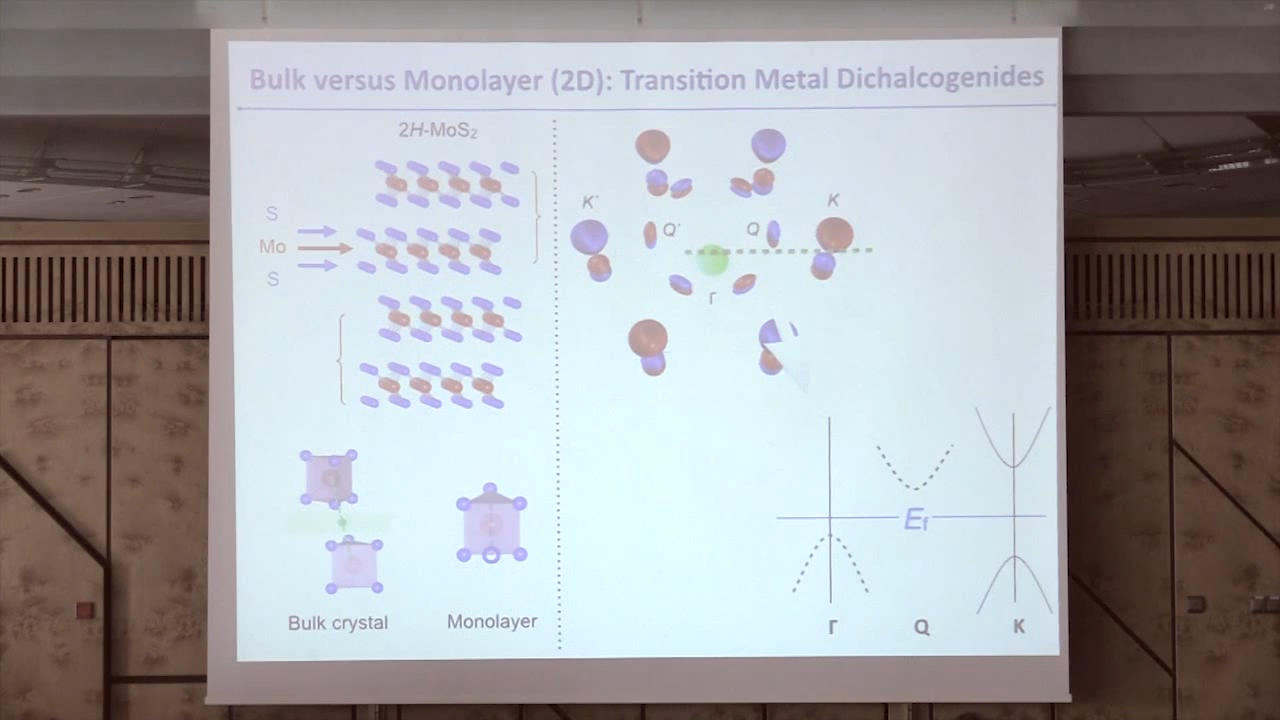 Bulk versus Monolayer (2D): Transition Metal Dichalcogenides
2H-MoS₂
S
Mo
S
Bulk crystal
Monolayer
K'
K
Q'
Q
Γ
E_f
Γ
Q
K